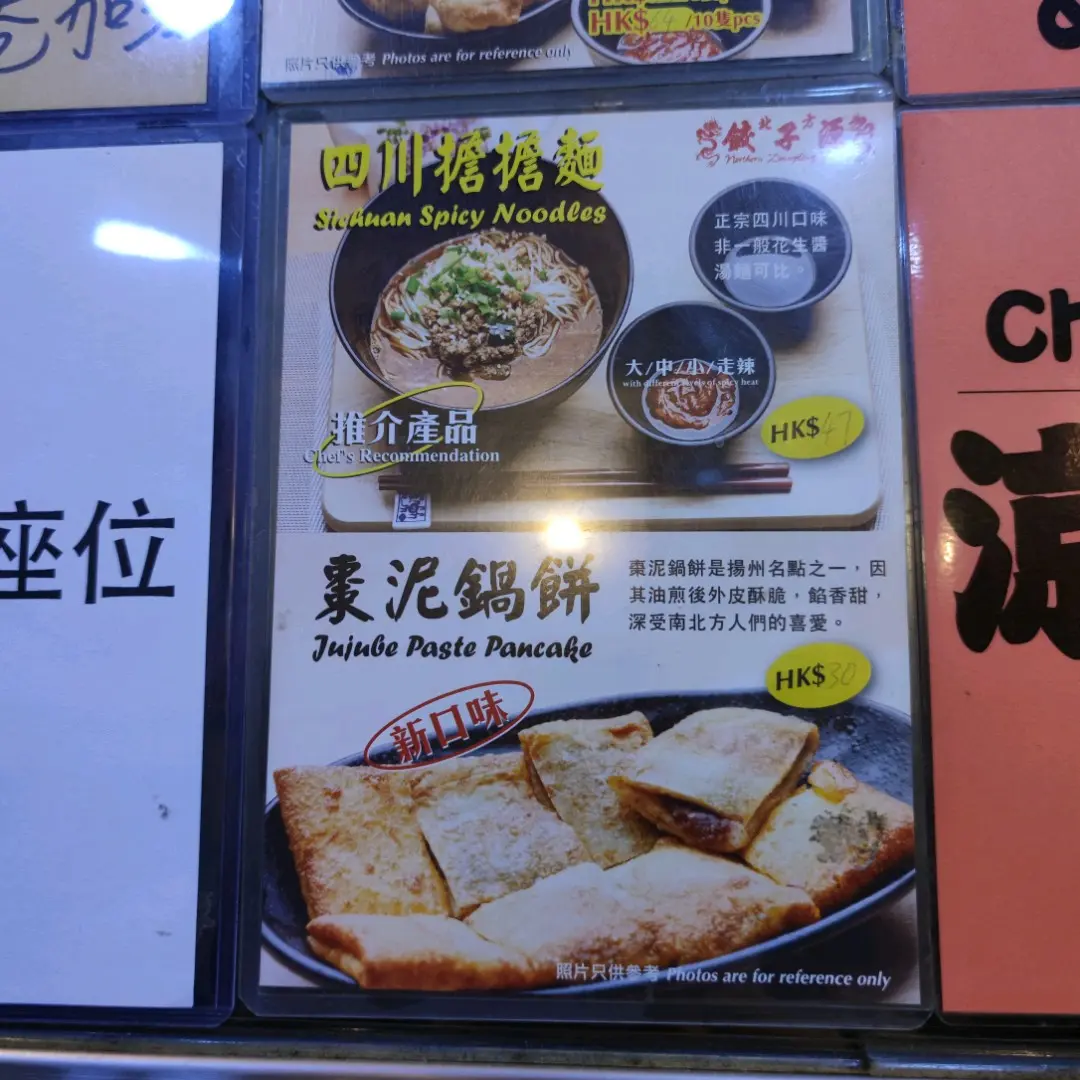 照片只供參考 Photos are for reference only
HK$ /10隻pcs
四川擔擔麵
Sichuan Spicy Noodles
餃北子方源
Northern Dumpling
正宗四川口味
非一般花生醬
湯麵可比。
大/中/小/走辣
with different levels of spicy heat
推介產品
Chef's Recommendation
HK$47
棗泥鍋餅
Jujube Paste Pancake
棗泥鍋餅是揚州名點之一，因
其油煎後外皮酥脆，餡香甜，
深受南北方人們的喜愛。
HK$30
新口味
照片只供參考 Photos are for reference only
座位
&
Ch